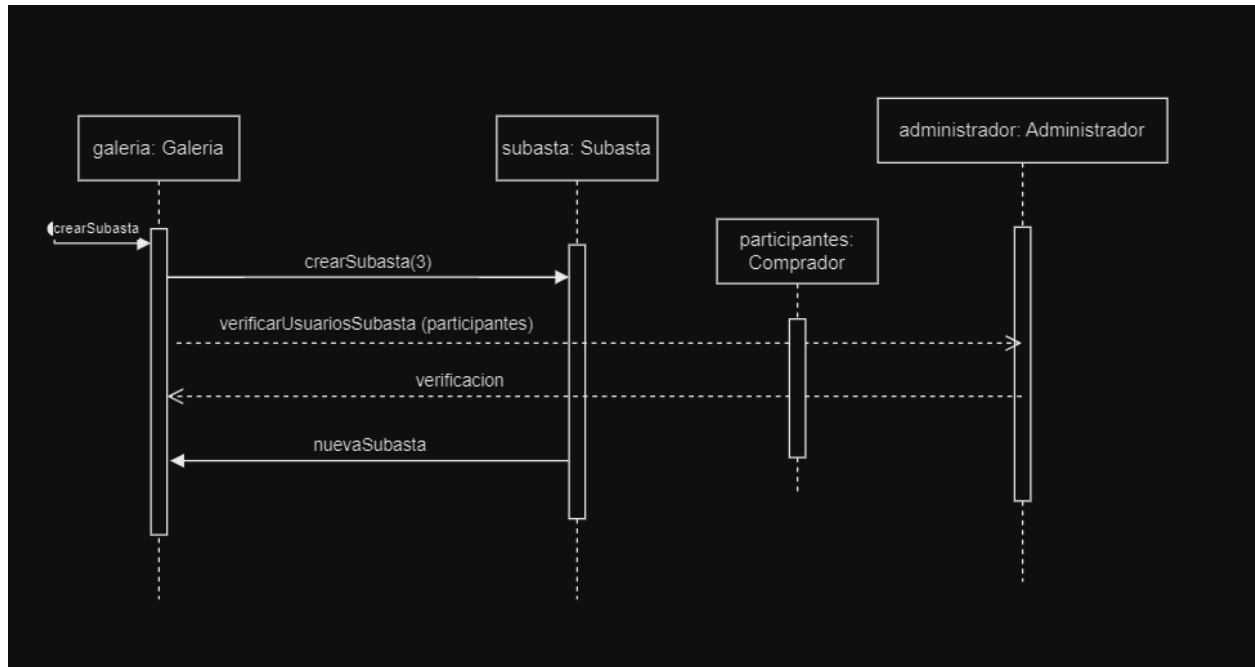 galeria: Galeria
subasta: Subasta
administrador: Administrador
participantes:
Comprador
crearSubasta
crearSubasta(3)
verificarUsuariosSubasta (participantes)
verificacion
nuevaSubasta